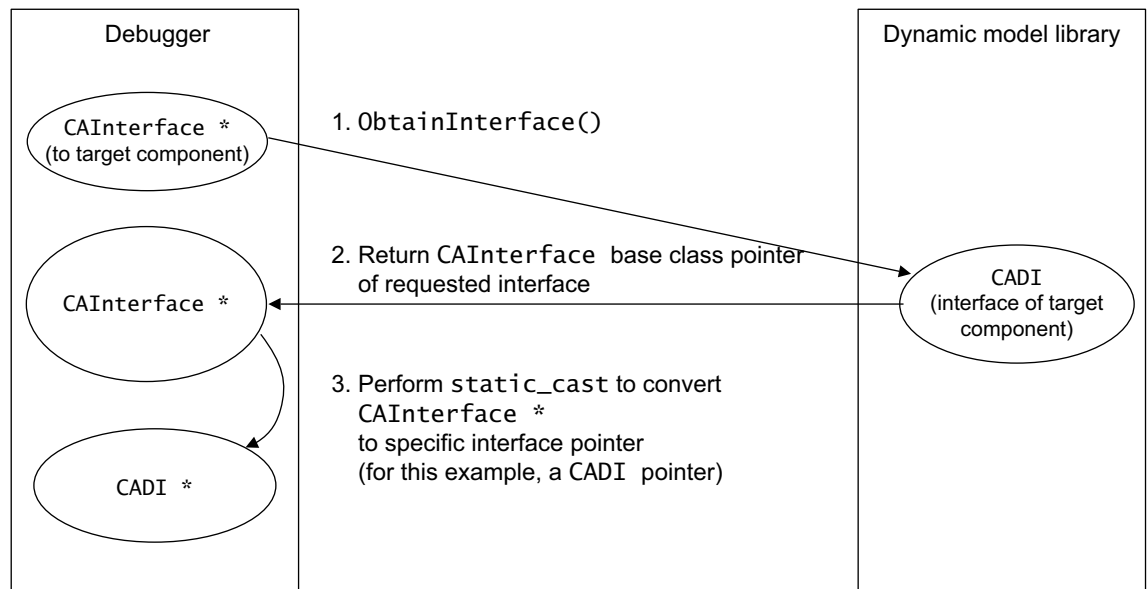 Debugger
Dynamic model library
CAInterface *
(to target component)
1. ObtainInterface()
2. Return CAInterface base class pointer
of requested interface
CAInterface *
CADI
(interface of target
component)
3. Perform static_cast to convert
CAInterface *
to specific interface pointer
(for this example, a CADI pointer)
CADI *